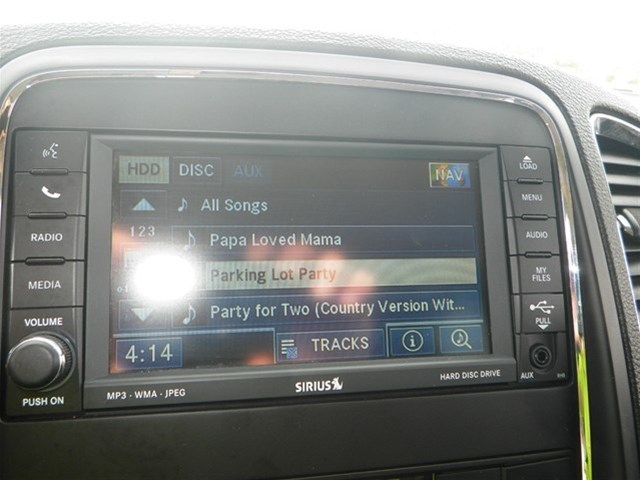 HDD DISC AUX NAV
All Songs
123
Papa Loved Mama
Parking Lot Party
Party for Two (Country Version Wit...
4:14 TRACKS
RADIO
MEDIA
VOLUME
PUSH ON
MP3 · WMA · JPEG
SIRIUS
HARD DISC DRIVE
LOAD
MENU
AUDIO
MY
FILES
PULL
AUX